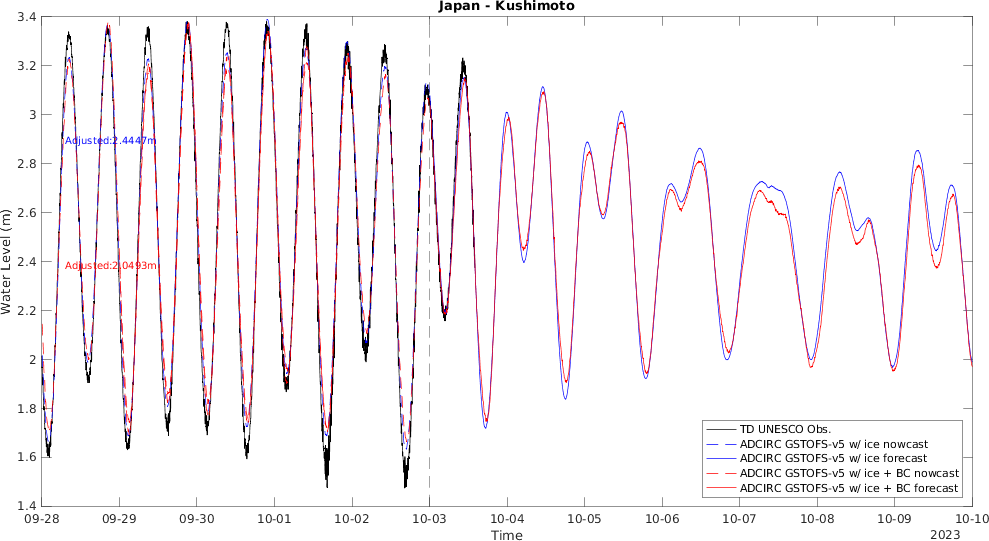 Japan - Kushimoto
3.4
3.2
3
2.8
2.6
2.4
2.2
2
1.8
1.6
1.4
Water Level (m)
Adjusted:2.4447m
Adjusted:2.0493m
TD UNESCO Obs.
ADCIRC GSTOFS-v5 w/ ice nowcast
ADCIRC GSTOFS-v5 w/ ice forecast
ADCIRC GSTOFS-v5 w/ ice + BC nowcast
ADCIRC GSTOFS-v5 w/ ice + BC forecast
09-28 09-29 09-30 10-01 10-02 10-03 10-04 10-05 10-06 10-07 10-08 10-09 10-10
Time
2023